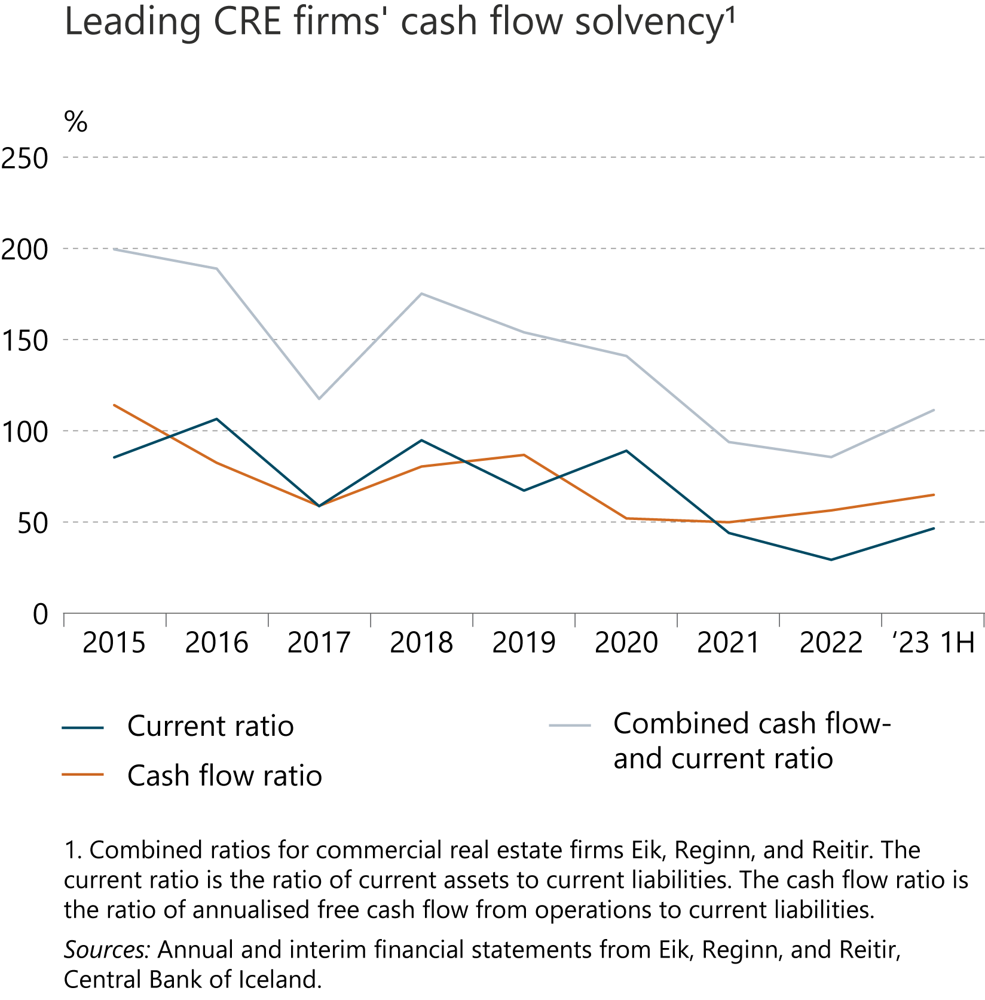 Leading CRE firms' cash flow solvency¹
%
250
200
150
100
50
0
2015 2016 2017 2018 2019 2020 2021 2022 ‘23 1H
Current ratio
Cash flow ratio
Combined cash flow-
and current ratio
1. Combined ratios for commercial real estate firms Eik, Reginn, and Reitir. The
current ratio is the ratio of current assets to current liabilities. The cash flow ratio is
the ratio of annualised free cash flow from operations to current liabilities.
Sources: Annual and interim financial statements from Eik, Reginn, and Reitir,
Central Bank of Iceland.